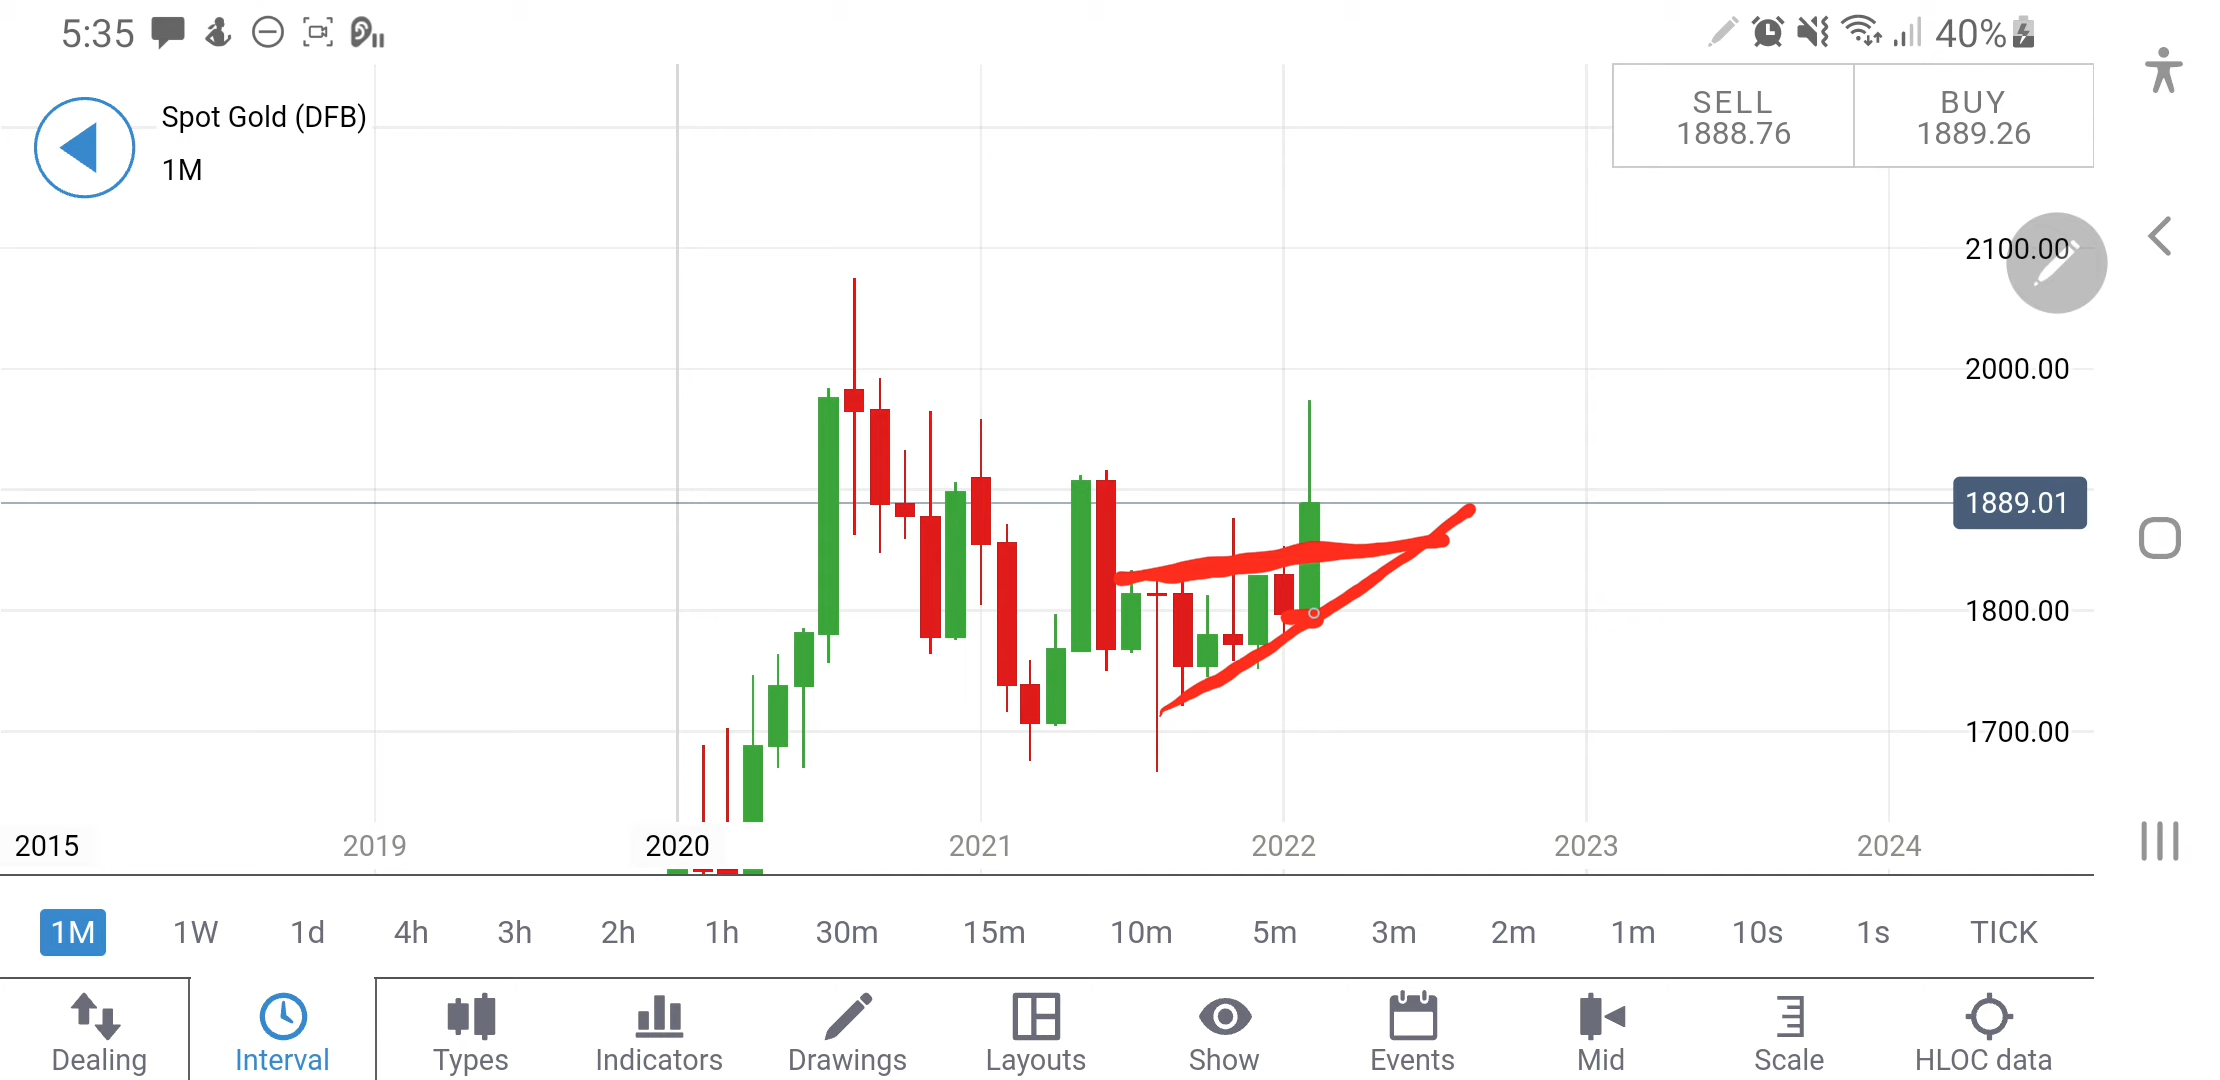 5:35 40%
Spot Gold (DFB)
1M
SELL BUY
1888.76 1889.26
2100.00
2000.00
1889.01
1800.00
1700.00
2015 2019 2020 2021 2022 2023 2024
1M 1W 1d 4h 3h 2h 1h 30m 15m 10m 5m 3m 2m 1m 10s 1s TICK
Dealing Interval Types Indicators Drawings Layouts Show Events Mid Scale HLOC data